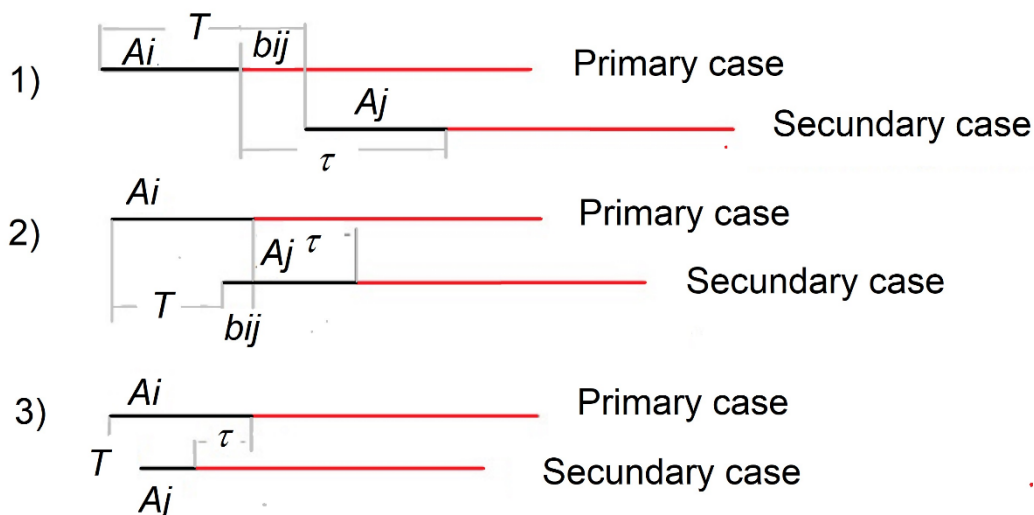 T
Ai bij
1) Primary case
Aj
Secundary case
τ
Ai
Primary case
2)
Aj τ
Secundary case
T
bij
Ai
3) Primary case
τ
T
Secundary case
Aj